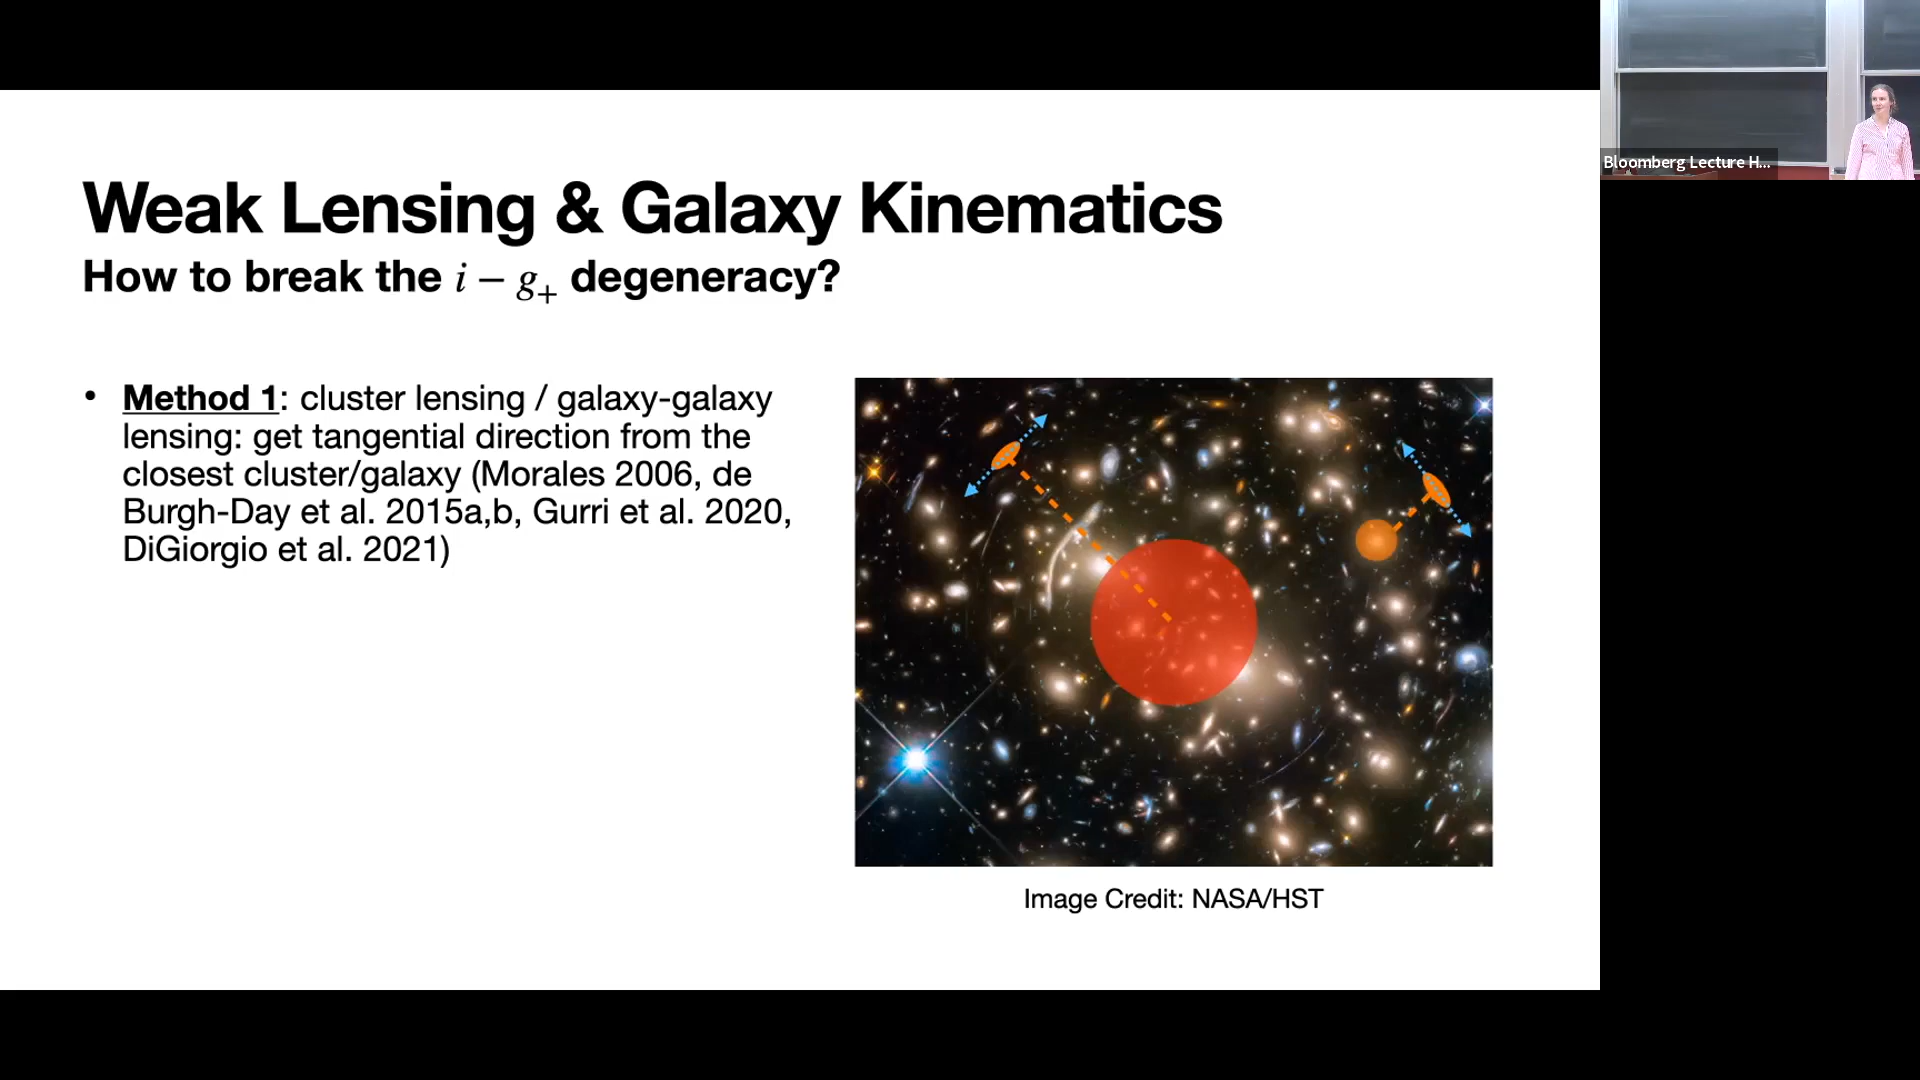 Bloomberg Lecture H...
Weak Lensing & Galaxy Kinematics
How to break the i − g₊ degeneracy?
• Method 1: cluster lensing / galaxy-galaxy
lensing: get tangential direction from the
closest cluster/galaxy (Morales 2006, de
Burgh-Day et al. 2015a,b, Gurri et al. 2020,
DiGiorgio et al. 2021)
Image Credit: NASA/HST